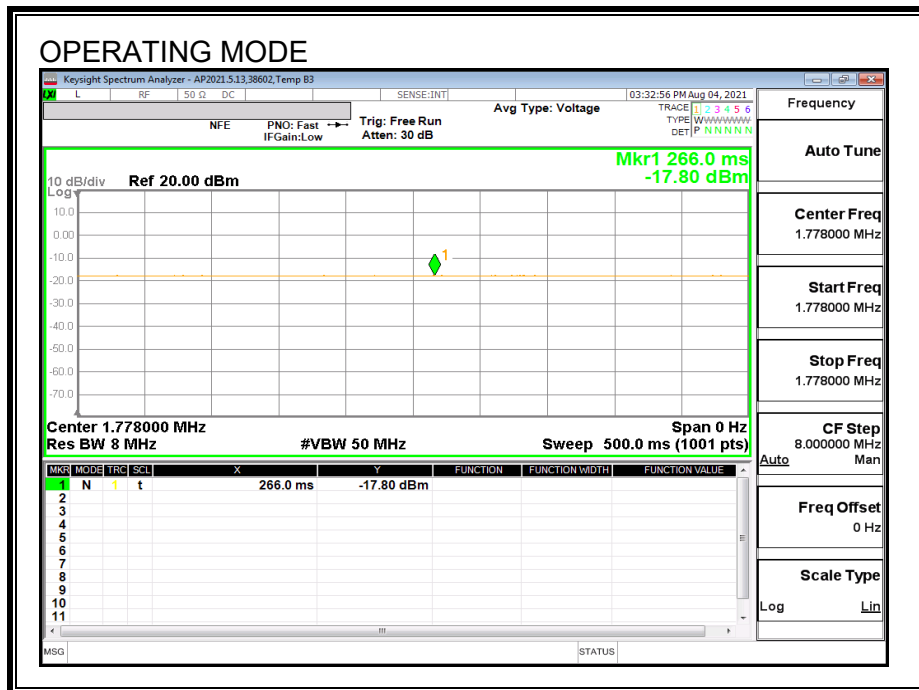 OPERATING MODE
Keysight Spectrum Analyzer - AP2021.5.13,38602,Temp B3
LXI L RF 50 Ω DC SENSE:INT 03:32:56 PM Aug 04, 2021
NFE PNO: Fast Trig: Free Run Avg Type: Voltage TRACE 1 2 3 4 5 6
IFGain:Low Atten: 30 dB TYPE WWWWWW
DET P N N N N N
Mkr1 266.0 ms
-17.80 dBm
10 dB/div Ref 20.00 dBm
Log
10.0
0.00
-10.0
1
-20.0
-30.0
-40.0
-50.0
-60.0
-70.0
Center 1.778000 MHz Span 0 Hz
Res BW 8 MHz #VBW 50 MHz Sweep 500.0 ms (1001 pts)
MKR MODE TRC SCL X Y FUNCTION FUNCTION WIDTH FUNCTION VALUE
1 N 1 t 266.0 ms -17.80 dBm
2
3
4
5
6
7
8
9
10
11
MSG STATUS
Frequency
Auto Tune
Center Freq
1.778000 MHz
Start Freq
1.778000 MHz
Stop Freq
1.778000 MHz
CF Step
8.000000 MHz
Auto Man
Freq Offset
0 Hz
Scale Type
Log Lin